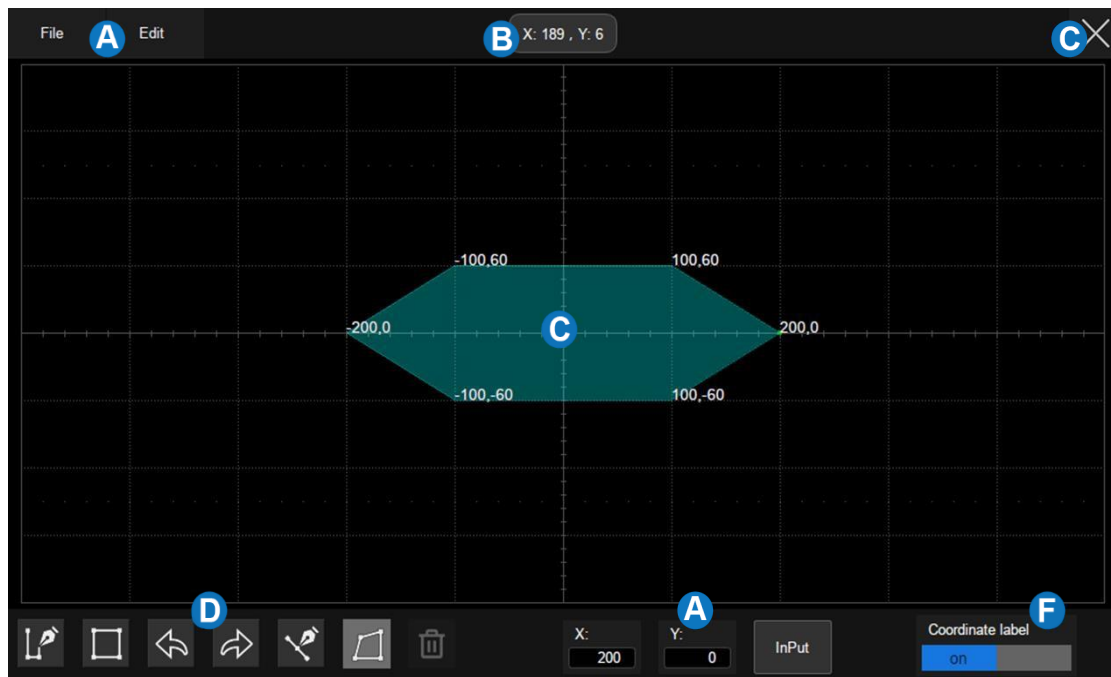 File A Edit B X: 189 , Y: 6 C
-100,60 100,60
-200,0 C 200,0
-100,-60 100,-60
D A F
X: Y: Coordinate label
200 0 InPut on